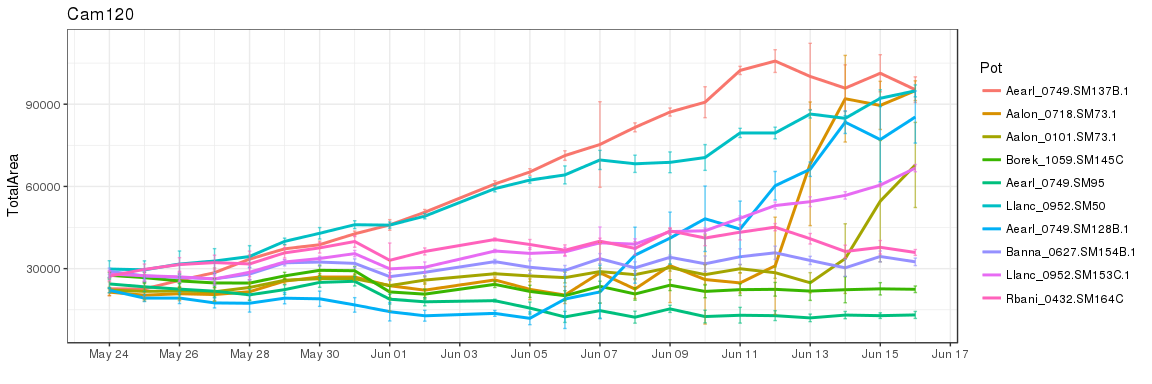 Cam120
TotalArea
90000
60000
30000
May 24
May 26
May 28
May 30
Jun 01
Jun 03
Jun 05
Jun 07
Jun 09
Jun 11
Jun 13
Jun 15
Jun 17
Pot
Aearl_0749.SM137B.1
Aalon_0718.SM73.1
Aalon_0101.SM73.1
Borek_1059.SM145C
Aearl_0749.SM95
Llanc_0952.SM50
Aearl_0749.SM128B.1
Banna_0627.SM154B.1
Llanc_0952.SM153C.1
Rbani_0432.SM164C